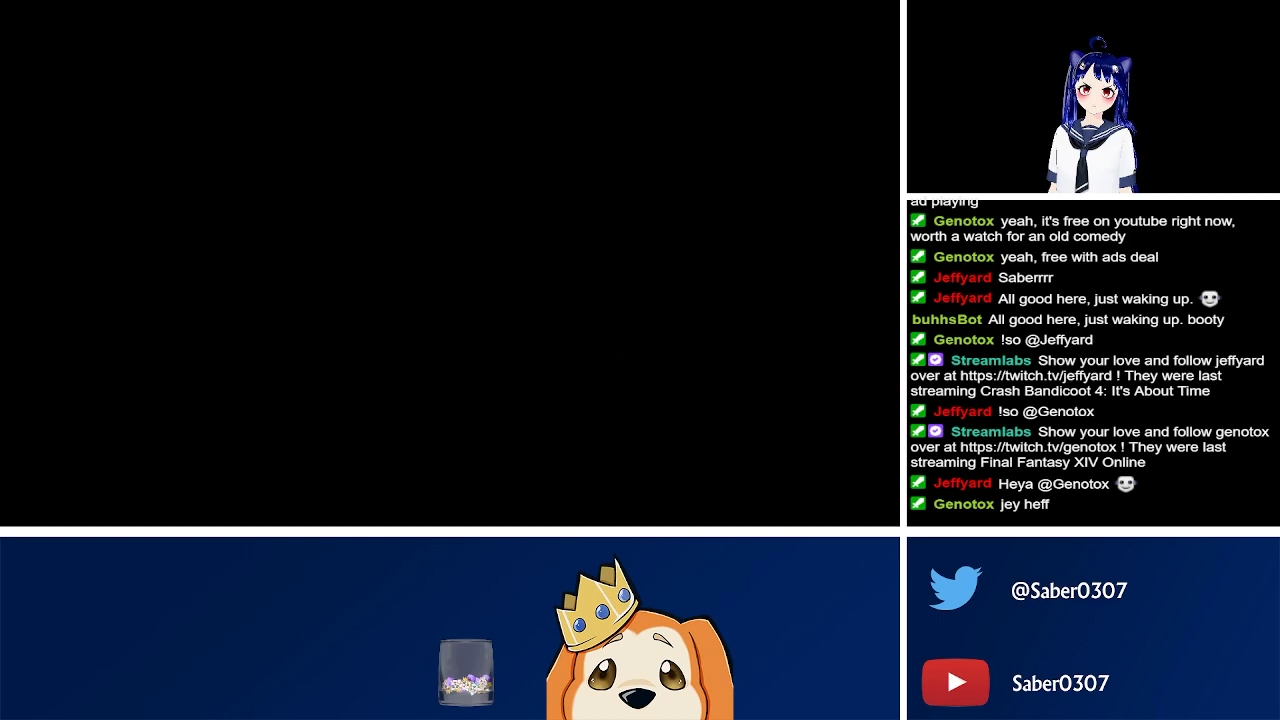 ad playing
Genotox yeah, it's free on youtube right now,
worth a watch for an old comedy
Genotox yeah, free with ads deal
Jeffyard Saberrrr
Jeffyard All good here, just waking up.
buhhsBot All good here, just waking up. booty
Genotox !so @Jeffyard
Streamlabs Show your love and follow jeffyard
over at https://twitch.tv/jeffyard ! They were last
streaming Crash Bandicoot 4: It's About Time
Jeffyard !so @Genotox
Streamlabs Show your love and follow genotox
over at https://twitch.tv/genotox ! They were last
streaming Final Fantasy XIV Online
Jeffyard Heya @Genotox
Genotox jey heff
@Saber0307
Saber0307